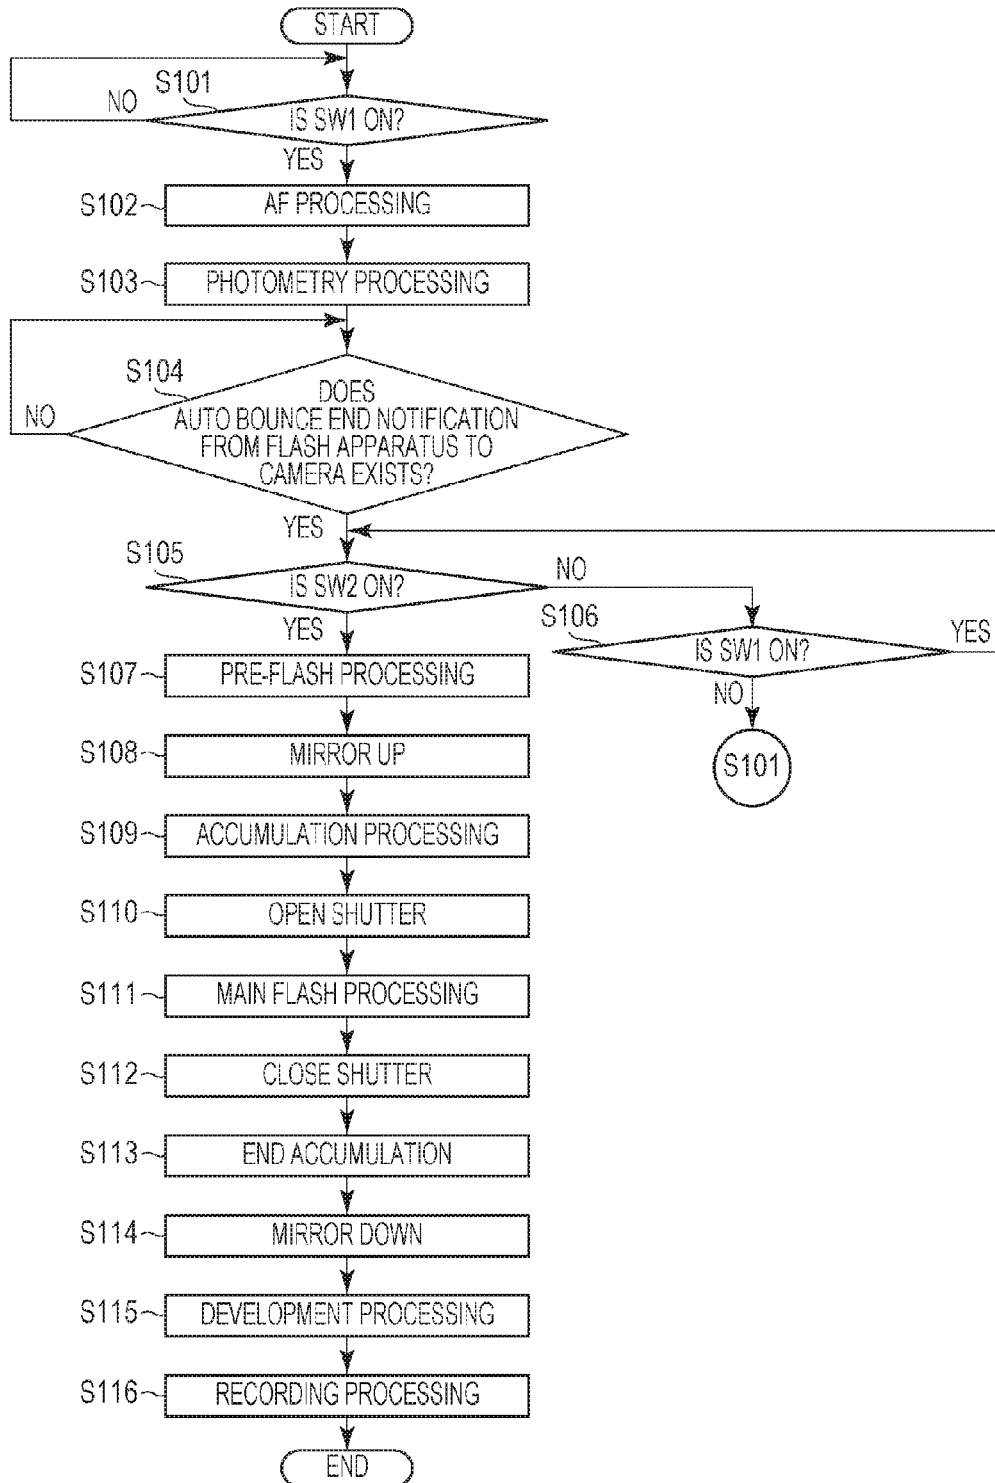 START
S101
NO
IS SW1 ON?
YES
S102
AF PROCESSING
S103
PHOTOMETRY PROCESSING
S104
NO
DOES
AUTO BOUNCE END NOTIFICATION
FROM FLASH APPARATUS TO
CAMERA EXISTS?
YES
S105
IS SW2 ON?
NO
YES
S106
IS SW1 ON?
YES
NO
S101
S107
PRE-FLASH PROCESSING
S108
MIRROR UP
S109
ACCUMULATION PROCESSING
S110
OPEN SHUTTER
S111
MAIN FLASH PROCESSING
S112
CLOSE SHUTTER
S113
END ACCUMULATION
S114
MIRROR DOWN
S115
DEVELOPMENT PROCESSING
S116
RECORDING PROCESSING
END